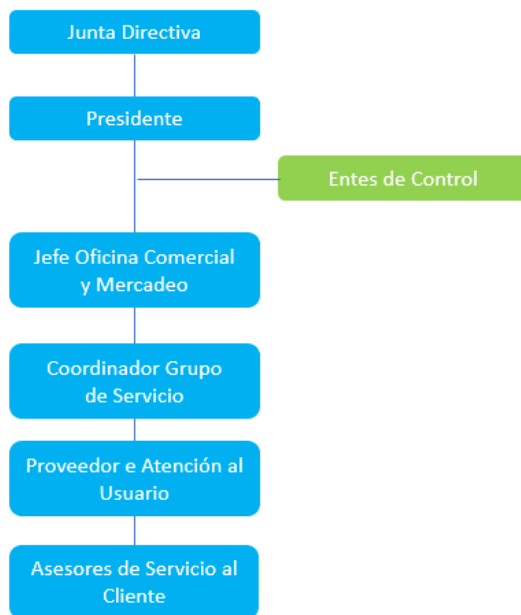 Junta Directiva
Presidente
Entes de Control
Jefe Oficina Comercial
y Mercadeo
Coordinador Grupo
de Servicio
Proveedor e Atención al
Usuario
Asesores de Servicio al
Cliente